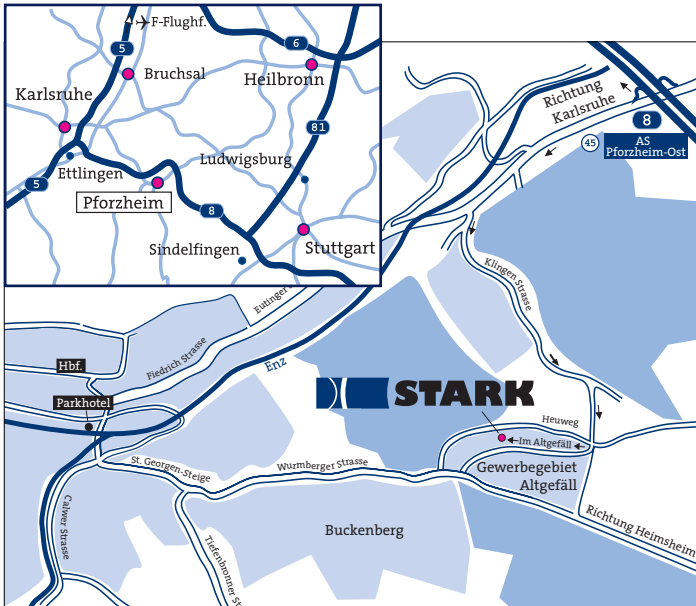 F-Flughf.
5
6
Bruchsal
Heilbronn
Karlsruhe
81
Ludwigsburg
Ettlingen
5
Pforzheim
8
Stuttgart
Sindelfingen
Richtung
Karlsruhe
8
45
AS
Pforzheim-Ost
Klingen Strasse
Eutinger
Fiedrich Strasse
Enz
Hbf.
Parkhotel
STARK
Heuweg
Im Altgefäll
Gewerbegebiet
Altgefäll
St. Georgen-Steige
Wurmberger Strasse
Calwer Strasse
Buckenberg
Richtung Heimsheim
Tiefenbronner St